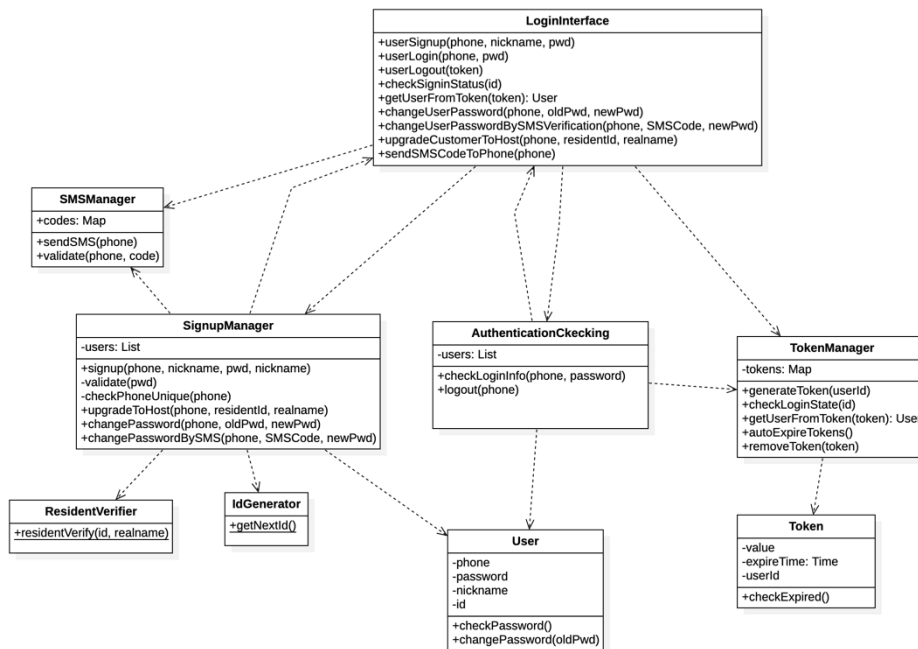 LoginInterface
+userSignup(phone, nickname, pwd)
+userLogin(phone, pwd)
+userLogout(token)
+checkSigninStatus(id)
+getUserFromToken(token): User
+changeUserPassword(phone, oldPwd, newPwd)
+changeUserPasswordBySMSVerification(phone, SMSCode, newPwd)
+upgradeCustomerToHost(phone, residentId, realname)
+sendSMSCodeToPhone(phone)
SMSManager
+codes: Map
+sendSMS(phone)
+validate(phone, code)
SignupManager
-users: List
+signup(phone, nickname, pwd, nickname)
-validate(pwd)
-checkPhoneUnique(phone)
+upgradeToHost(phone, residentId, realname)
+changePassword(phone, oldPwd, newPwd)
+changePasswordBySMS(phone, SMSCode, newPwd)
AuthenticationCkecking
-users: List
+checkLoginInfo(phone, password)
+logout(phone)
TokenManager
-tokens: Map
+generateToken(userId)
+checkLoginState(id)
+getUserFromToken(token): User
+autoExpireTokens()
+removeToken(token)
ResidentVerifier
+residentVerify(id, realname)
IdGenerator
+getNextId()
User
-phone
-password
-nickname
-id
+checkPassword()
+changePassword(oldPwd)
Token
-value
-expireTime: Time
-userId
+checkExpired()